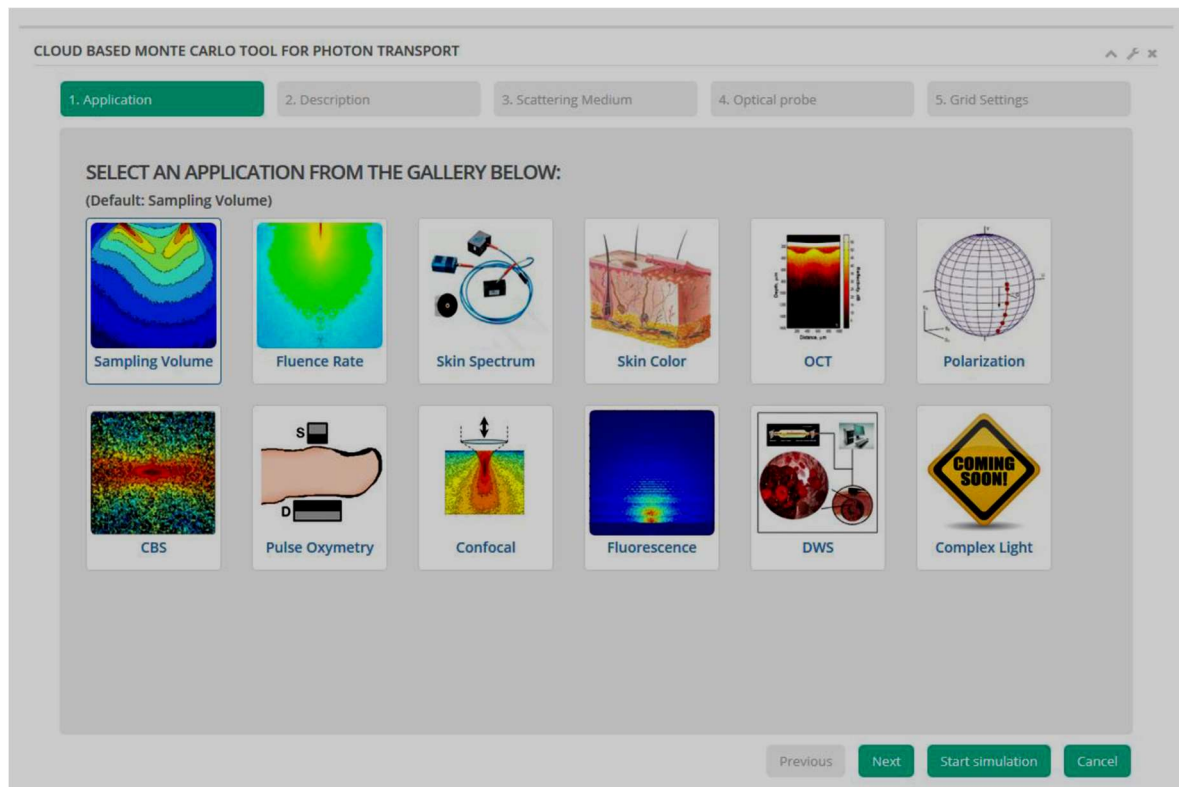 CLOUD BASED MONTE CARLO TOOL FOR PHOTON TRANSPORT
1. Application
2. Description
3. Scattering Medium
4. Optical probe
5. Grid Settings
SELECT AN APPLICATION FROM THE GALLERY BELOW:
(Default: Sampling Volume)
Sampling Volume
Fluence Rate
Skin Spectrum
Skin Color
OCT
Polarization
S
D
COMING
SOON!
CBS
Pulse Oxymetry
Confocal
Fluorescence
DWS
Complex Light
Previous
Next
Start simulation
Cancel